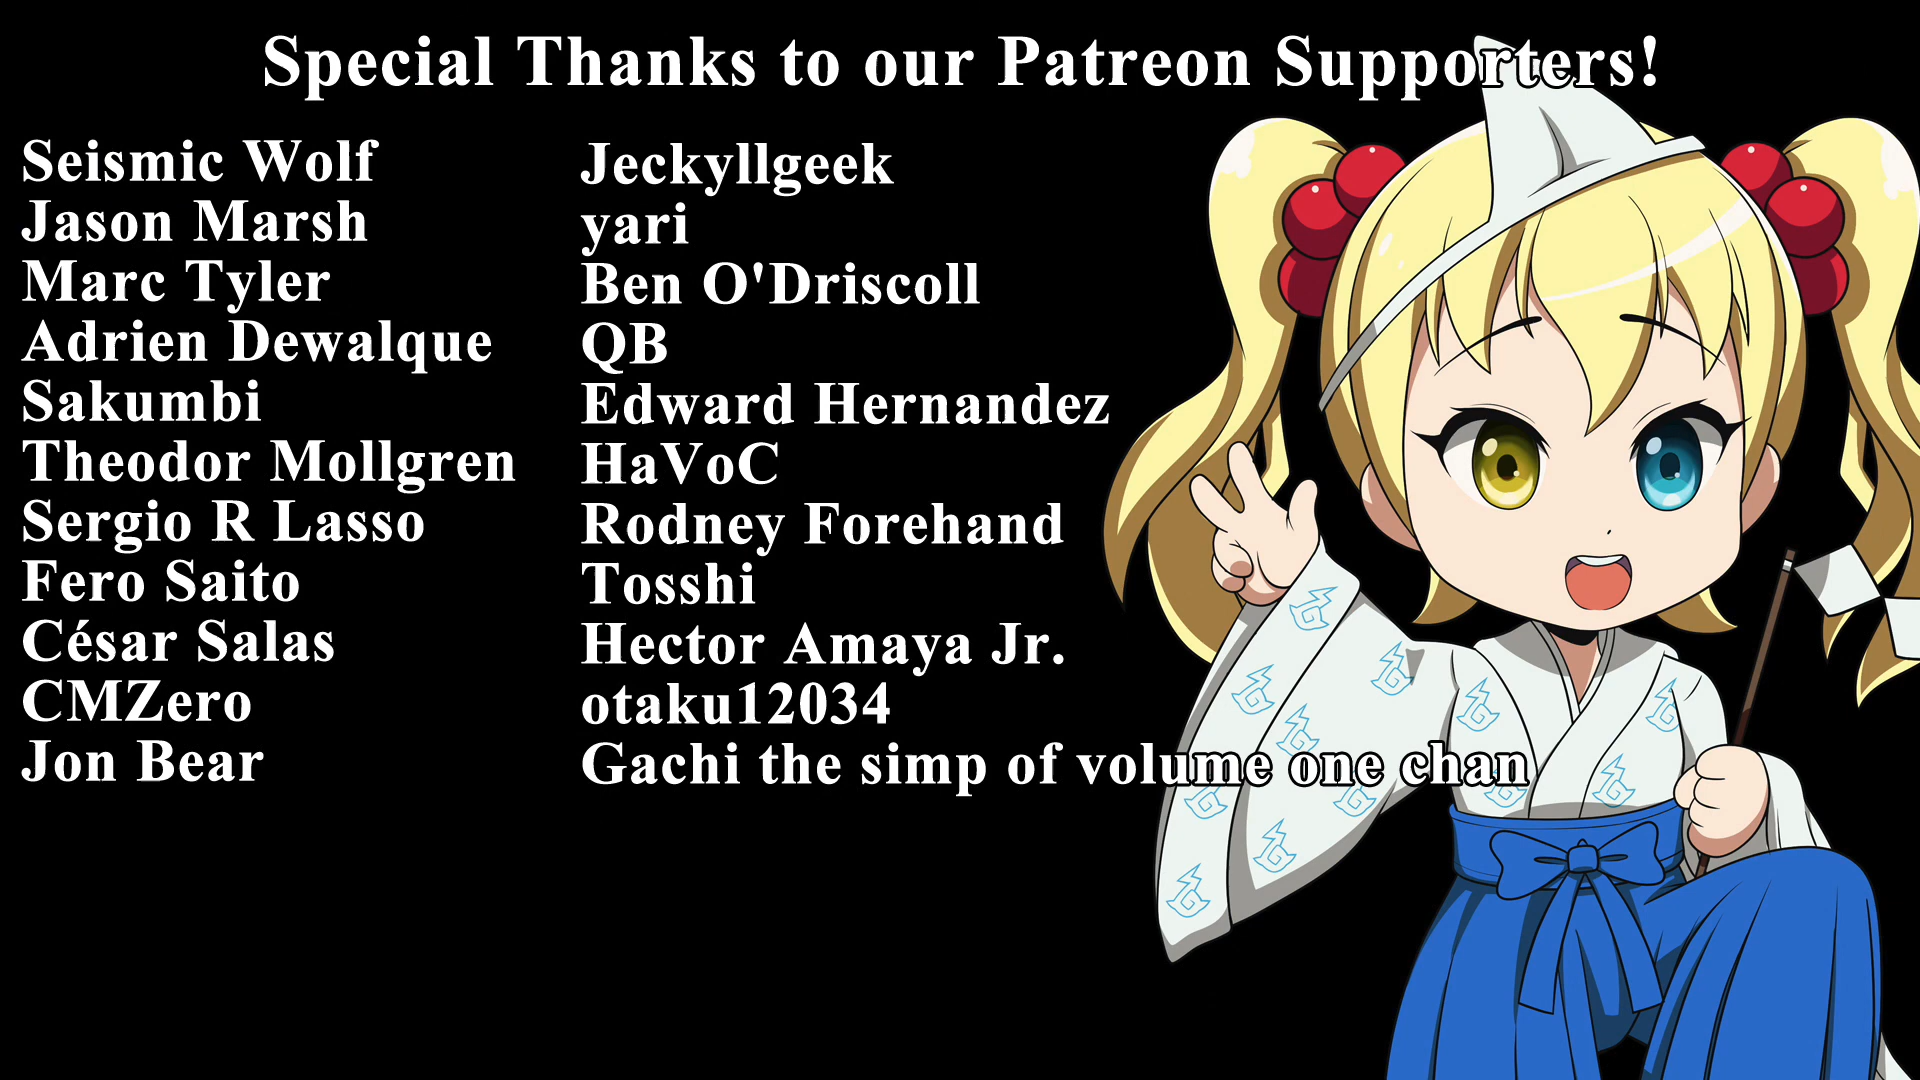 Special Thanks to our Patreon Supporters!
Seismic Wolf
Jason Marsh
Marc Tyler
Adrien Dewalque
Sakumbi
Theodor Mollgren
Sergio R Lasso
Fero Saito
César Salas
CMZero
Jon Bear
Jeckyllgeek
yari
Ben O'Driscoll
QB
Edward Hernandez
HaVoC
Rodney Forehand
Tosshi
Hector Amaya Jr.
otaku12034
Gachi the simp of volume one chan